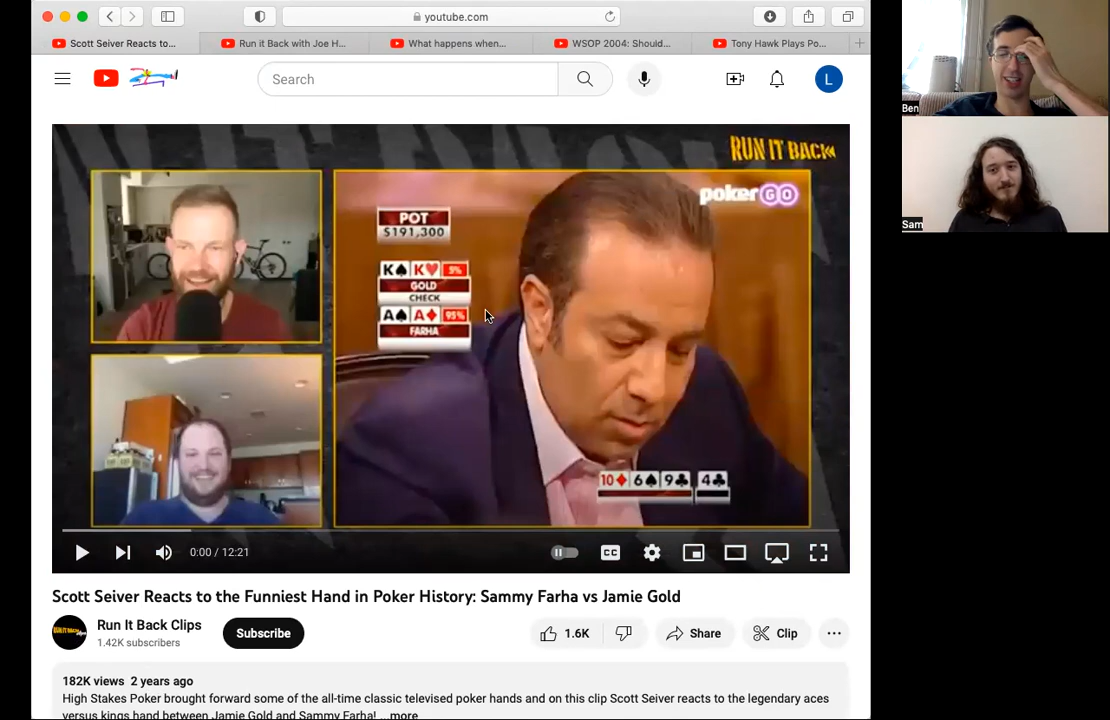 youtube.com
Scott Seiver Reacts to...
Run it Back with Joe H...
What happens when...
WSOP 2004: Should...
Tony Hawk Plays Po...
Search
L
RUN IT BACK
pokerGO
POT
$191,300
K♠ K♥ 5%
GOLD
CHECK
A♠ A♦ 95%
FARHA
10♦ 6♠ 9♣ 4♣
0:00 / 12:21
CC
Scott Seiver Reacts to the Funniest Hand in Poker History: Sammy Farha vs Jamie Gold
Run It Back Clips
1.42K subscribers
Subscribe
1.6K
Share
Clip
182K views 2 years ago
High Stakes Poker brought forward some of the all-time classic televised poker hands and on this clip Scott Seiver reacts to the legendary aces
versus kings hand between Jamie Gold and Sammy Farha! ...more
Ben
Sam